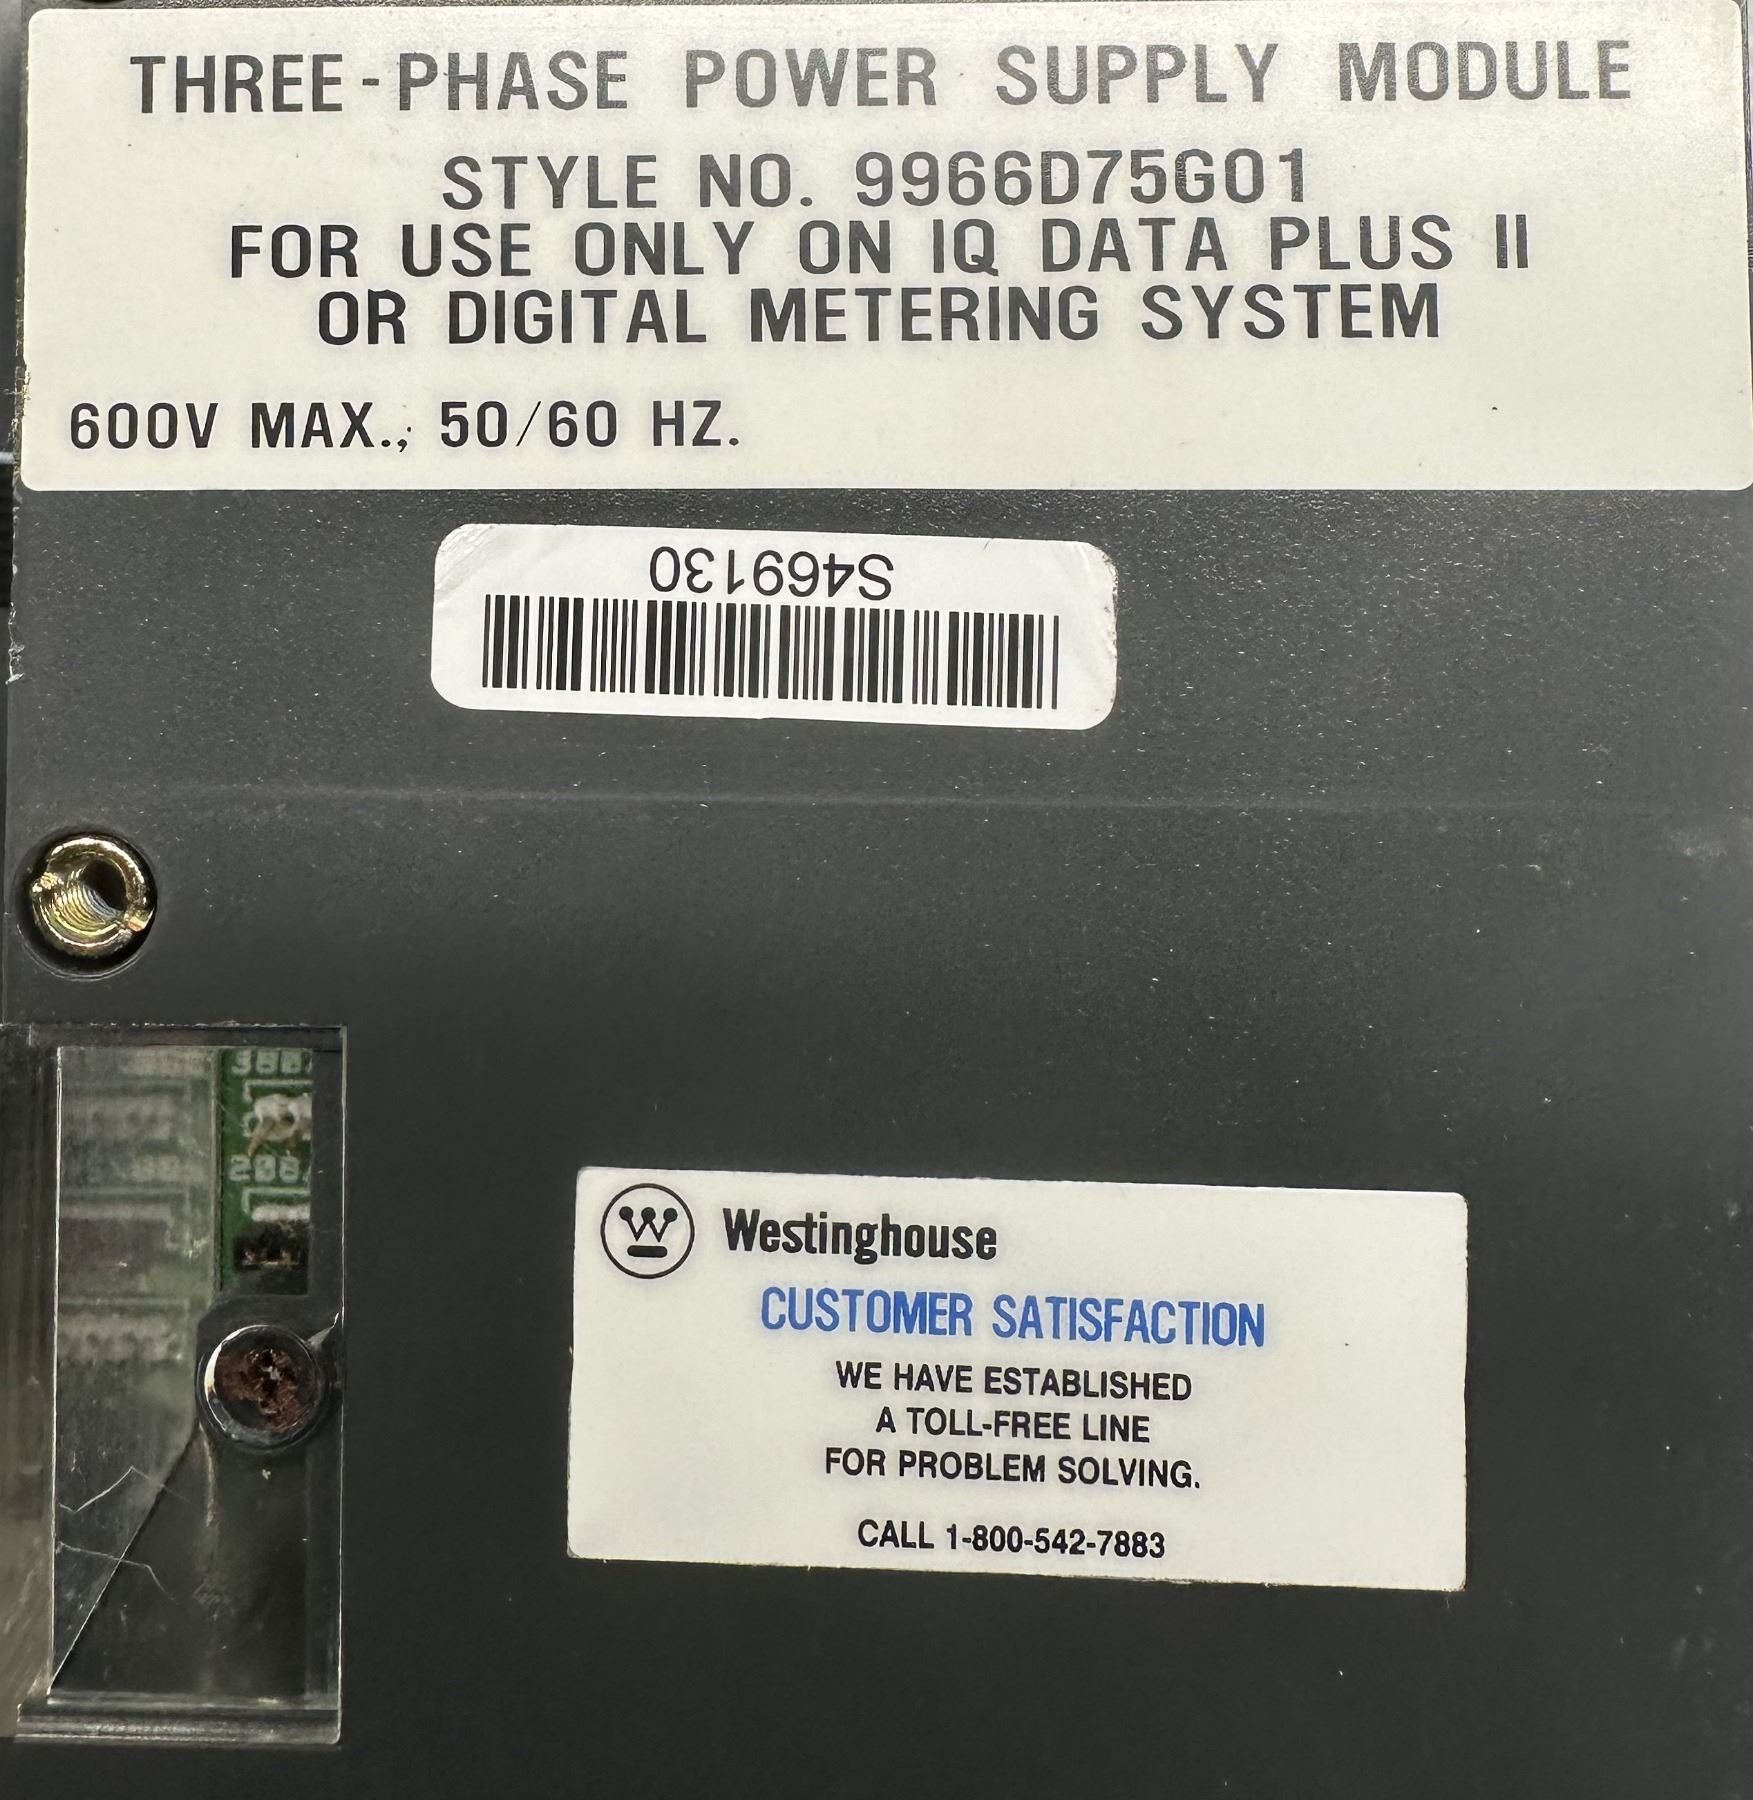 THREE-PHASE POWER SUPPLY MODULE
STYLE NO. 9966D75G01
FOR USE ONLY ON IQ DATA PLUS II
OR DIGITAL METERING SYSTEM
600V MAX., 50/60 HZ.
S469130
W Westinghouse
CUSTOMER SATISFACTION
WE HAVE ESTABLISHED
A TOLL-FREE LINE
FOR PROBLEM SOLVING.
CALL 1-800-542-7883